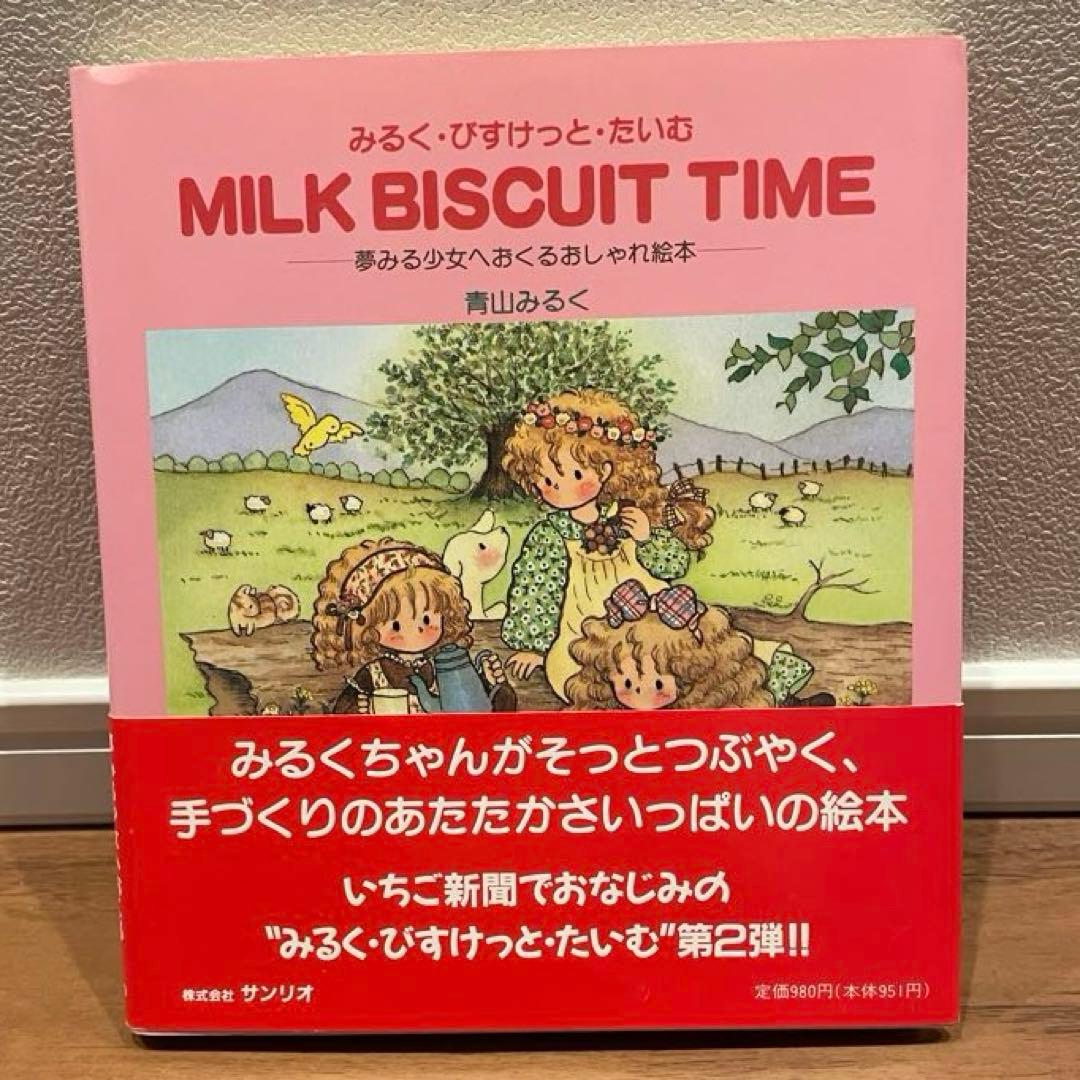 みるく・びすけっと・たいむ
MILK BISCUIT TIME
夢みる少女へおくるおしゃれ絵本
青山みるく
みるくちゃんがそっとつぶやく、
手づくりのあたたかさいっぱいの絵本
いちご新聞でおなじみの
“みるく・びすけっと・たいむ”第2弾!!
株式会社 サンリオ
定価980円(本体951円)